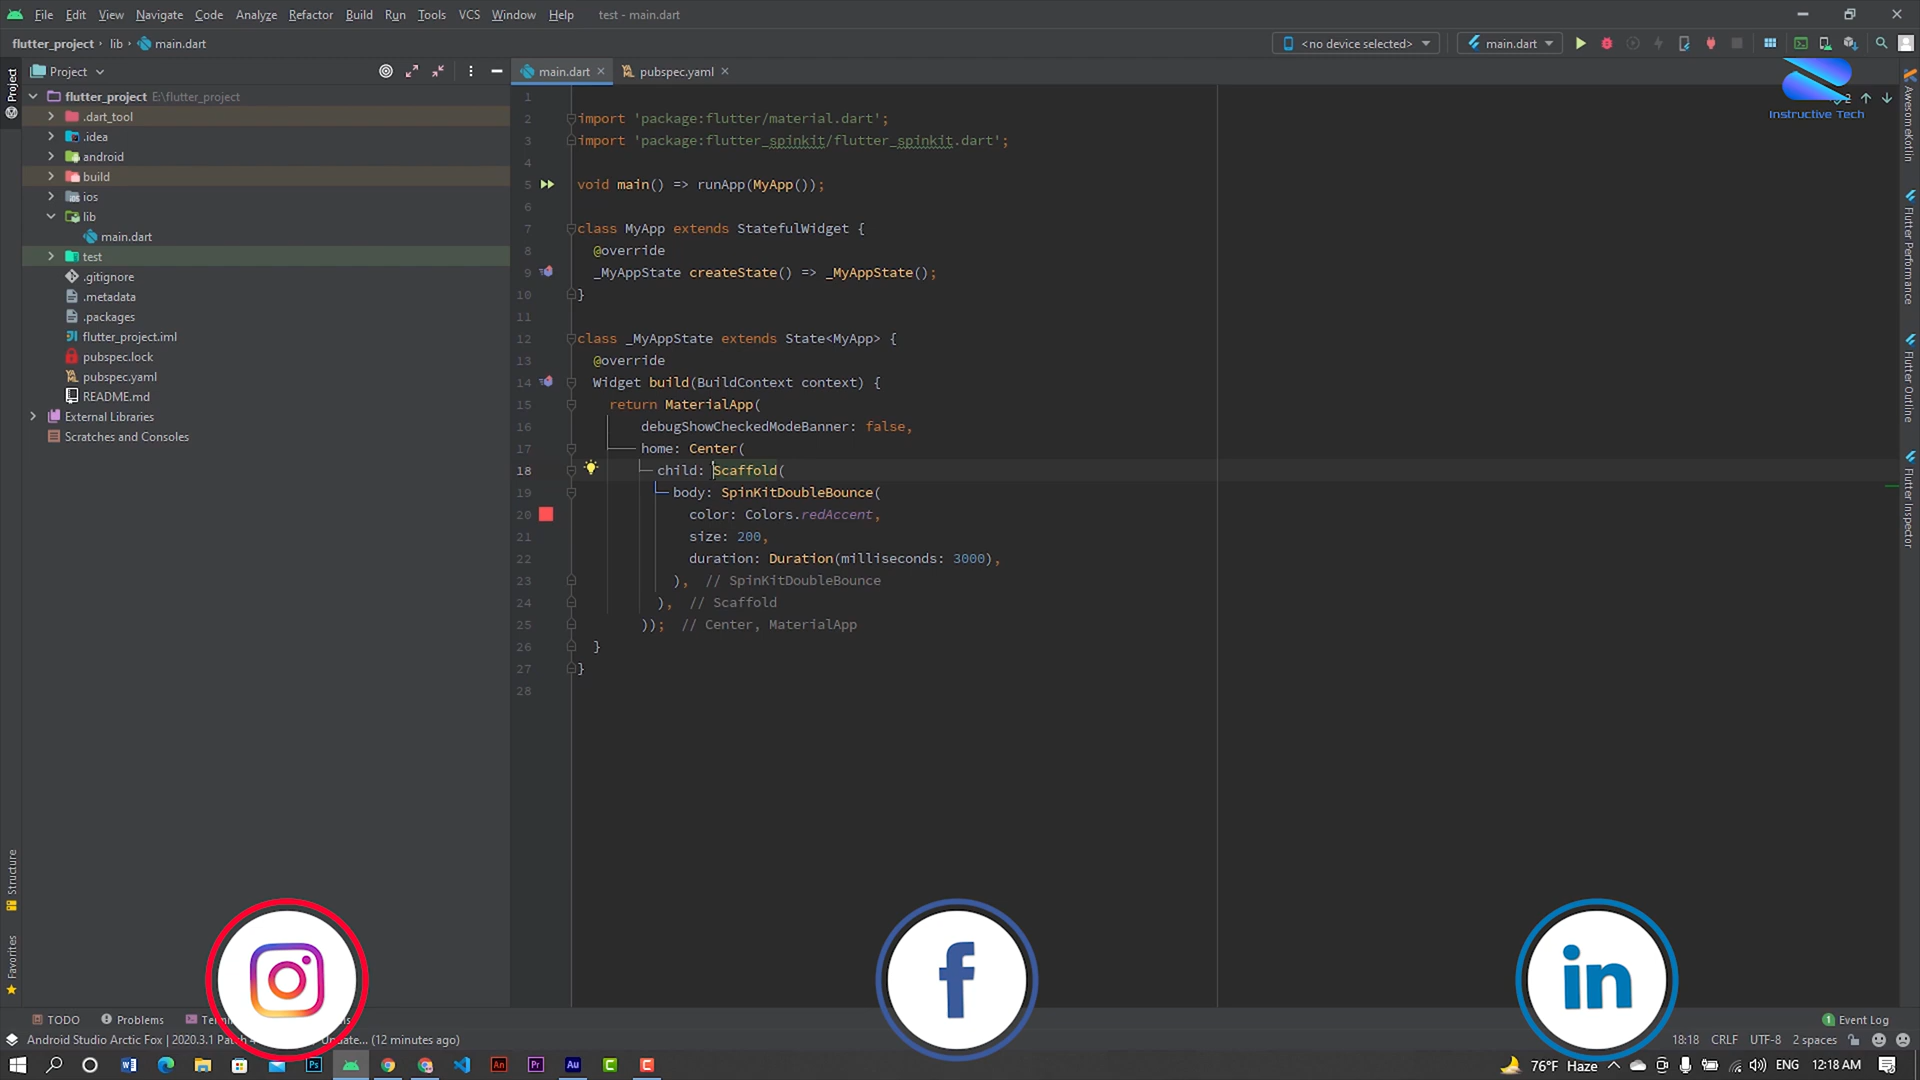 File Edit View Navigate Code Analyze Refactor Build Run Tools VCS Window Help test - main.dart
flutter_project lib main.dart <no device selected> main.dart
Project
main.dart pubspec.yaml
Instructive Tech
Project
flutter_project E:\flutter_project
.dart_tool
.idea
android
build
ios
lib
main.dart
test
.gitignore
.metadata
.packages
flutter_project.iml
pubspec.lock
pubspec.yaml
README.md
External Libraries
Scratches and Consoles
1
2 import 'package:flutter/material.dart';
3 import 'package:flutter_spinkit/flutter_spinkit.dart';
4
5 void main() => runApp(MyApp());
6
7 class MyApp extends StatefulWidget {
8 @override
9 _MyAppState createState() => _MyAppState();
10 }
11
12 class _MyAppState extends State<MyApp> {
13 @override
14 Widget build(BuildContext context) {
15 return MaterialApp(
16 debugShowCheckedModeBanner: false,
17 home: Center(
18 child: Scaffold(
19 body: SpinKitDoubleBounce(
20 color: Colors.redAccent,
21 size: 200,
22 duration: Duration(milliseconds: 3000),
23 ), // SpinKitDoubleBounce
24 ), // Scaffold
25 )); // Center, MaterialApp
26 }
27 }
28
AwesomeKotlin
Flutter Performance
Flutter Outline
Flutter Inspector
Structure
Favorites
f
in
TODO Problems Event Log
Android Studio Arctic Fox | 2020.3.1 (12 minutes ago) 18:18 CRLF UTF-8 2 spaces
76°F Haze ENG 12:18 AM